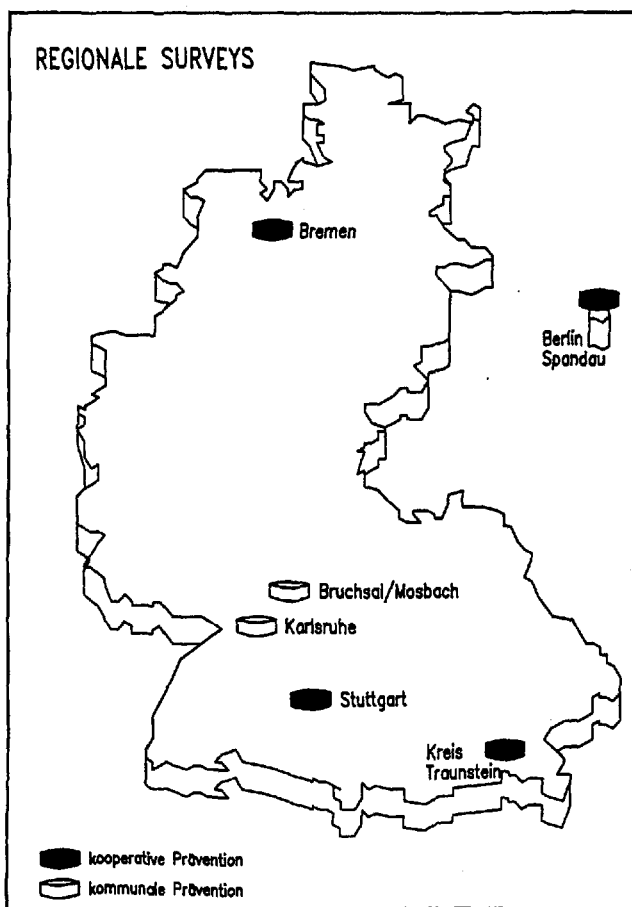 REGIONALE SURVEYS
Bremen
Berlin
Spandau
Bruchsal/Mosbach
Karlsruhe
Stuttgart
Kreis
Traunstein
kooperative Prävention
kommunale Prävention